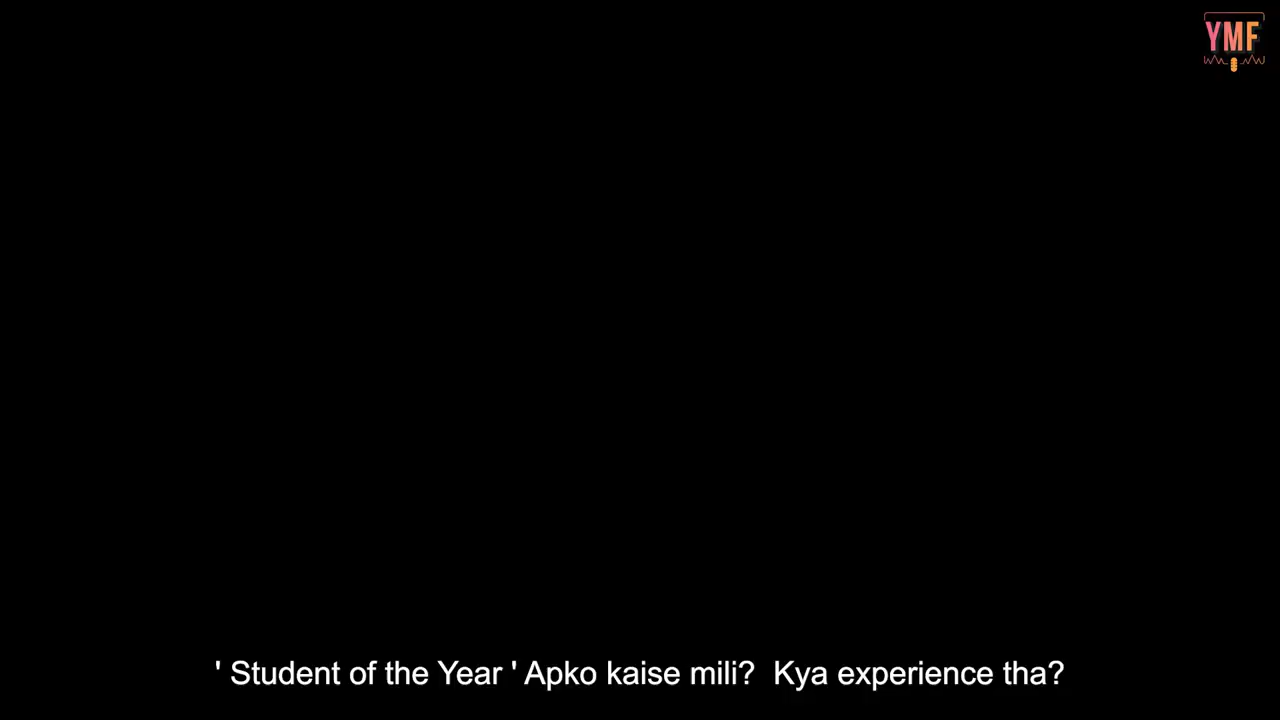 YMF
' Student of the Year ' Apko kaise mili?  Kya experience tha?